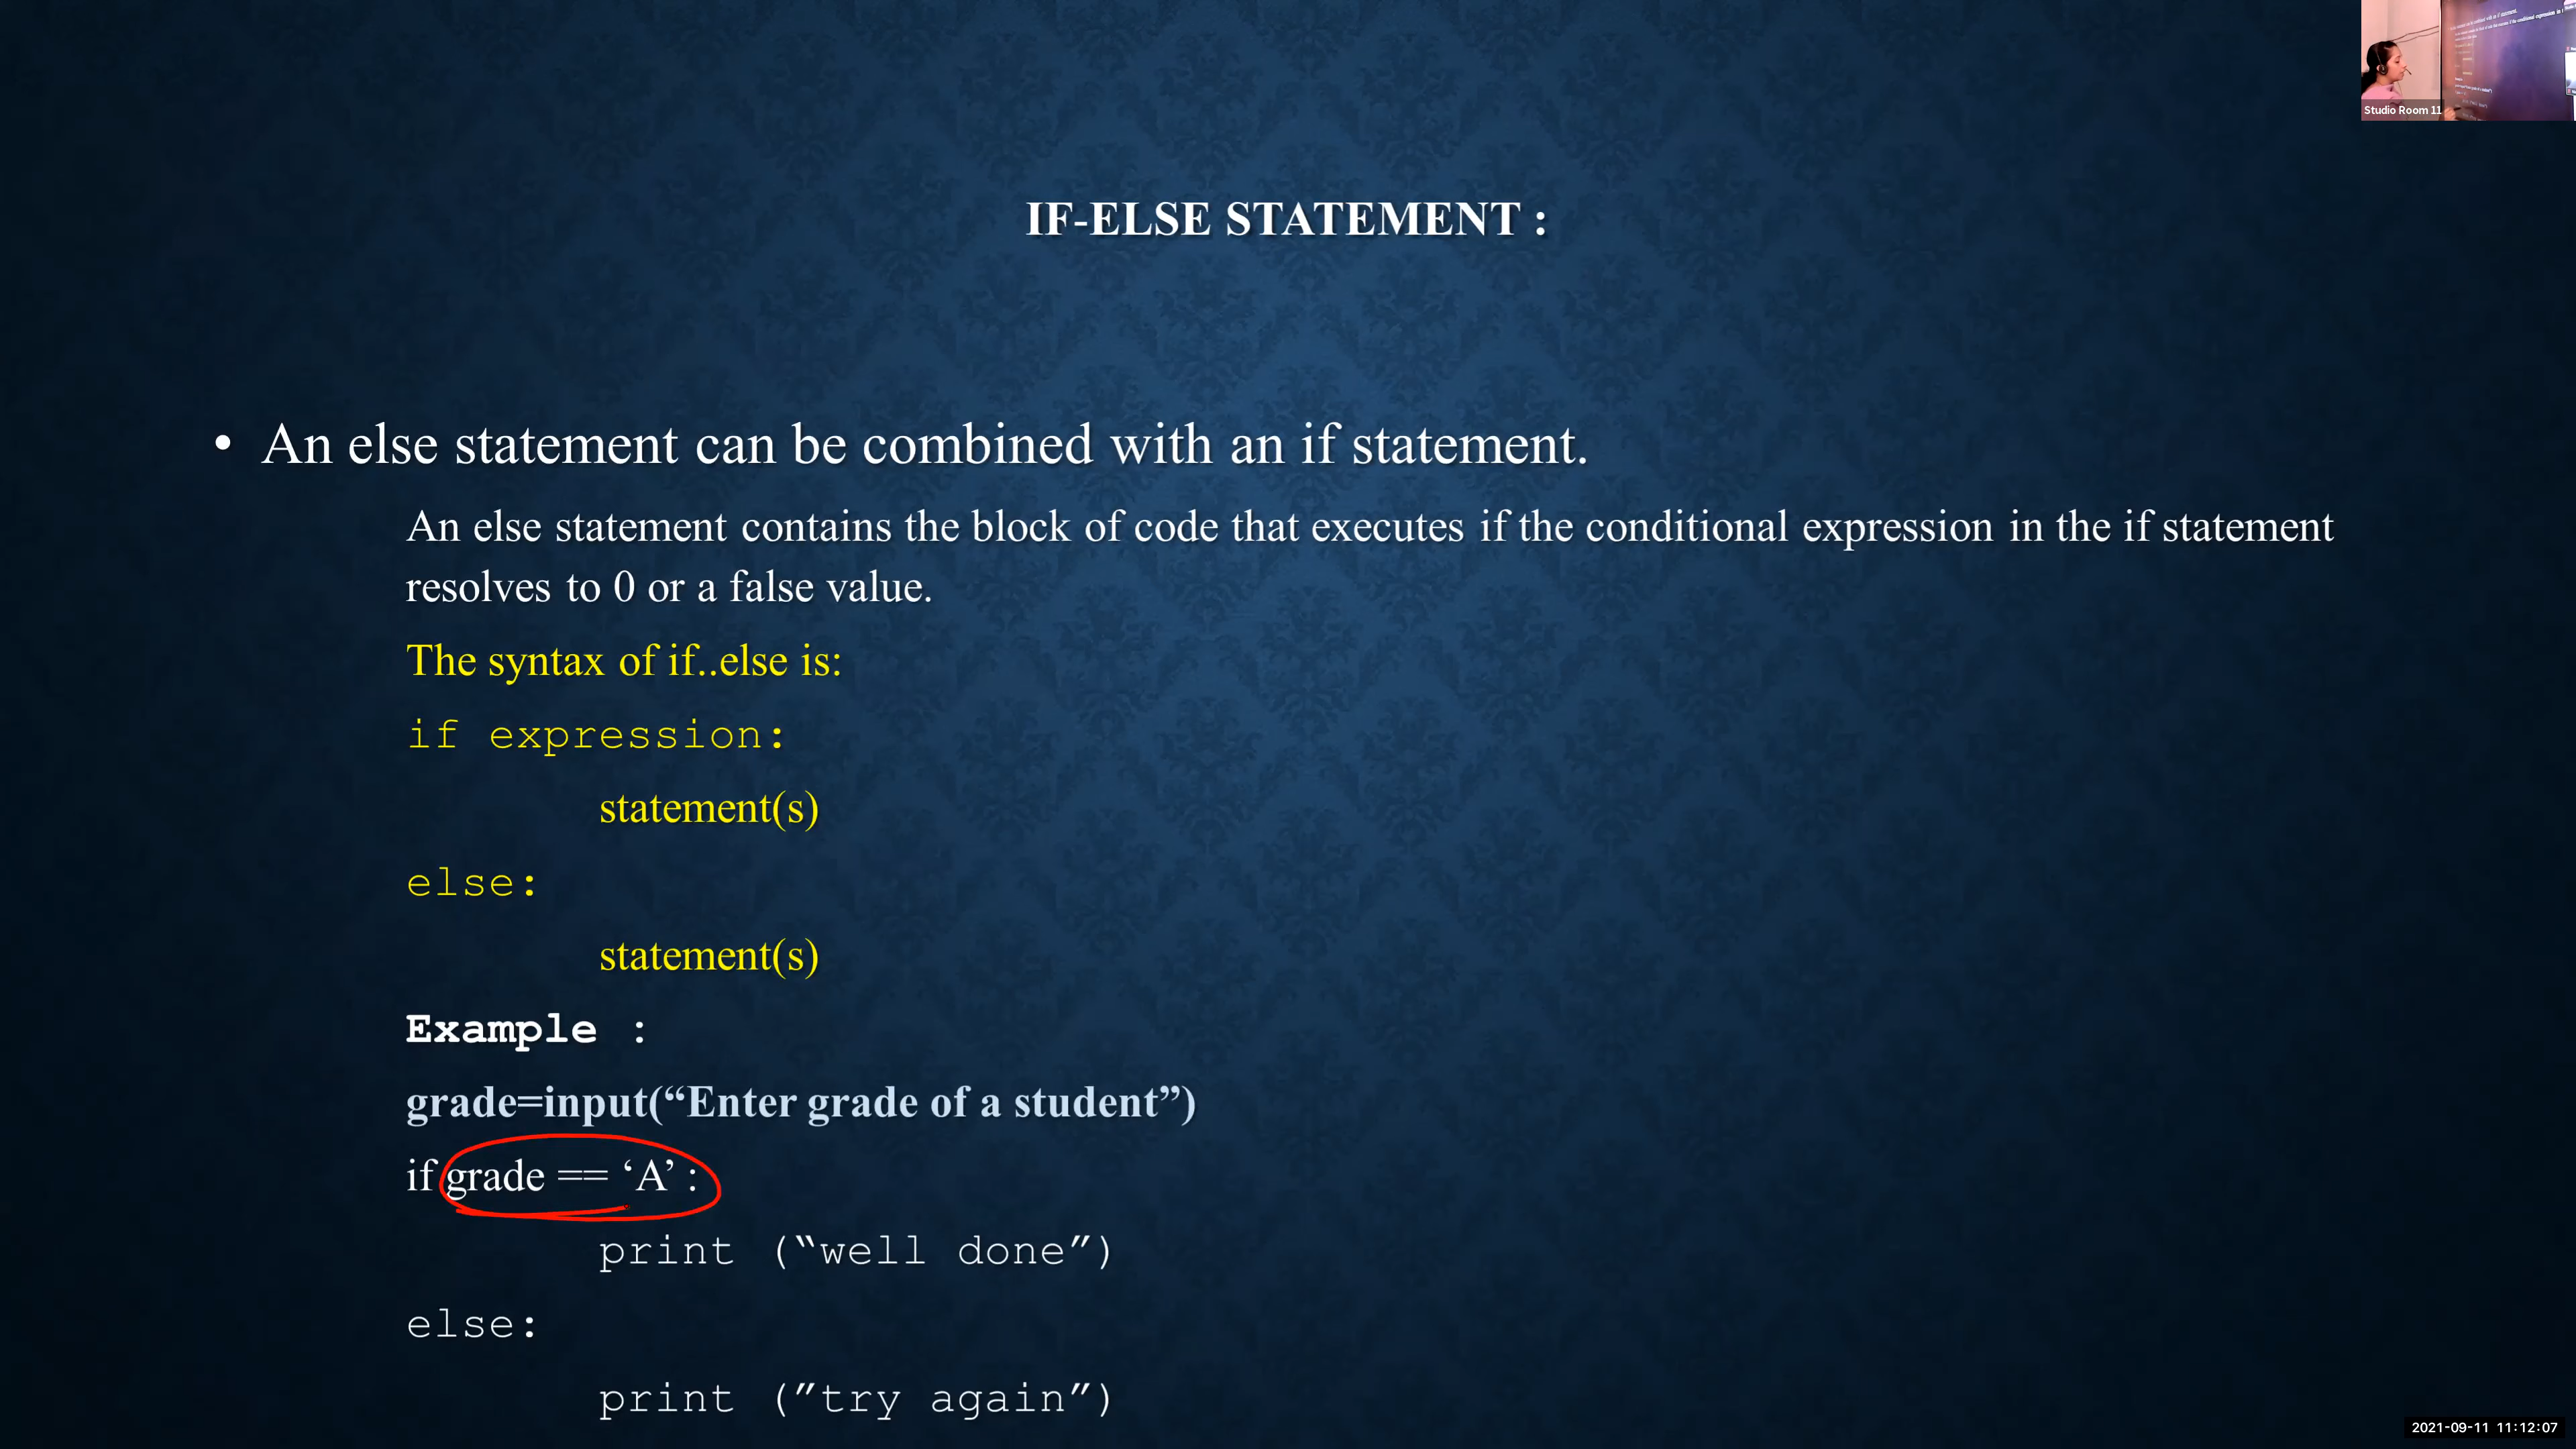 Studio Room 11
IF-ELSE STATEMENT :
• An else statement can be combined with an if statement.
An else statement contains the block of code that executes if the conditional expression in the if statement
resolves to 0 or a false value.
The syntax of if..else is:
if expression:
statement(s)
else:
statement(s)
Example :
grade=input(“Enter grade of a student”)
if grade == ‘A’ :
print (“well done”)
else:
print (”try again”)
2021-09-11 11:12:07